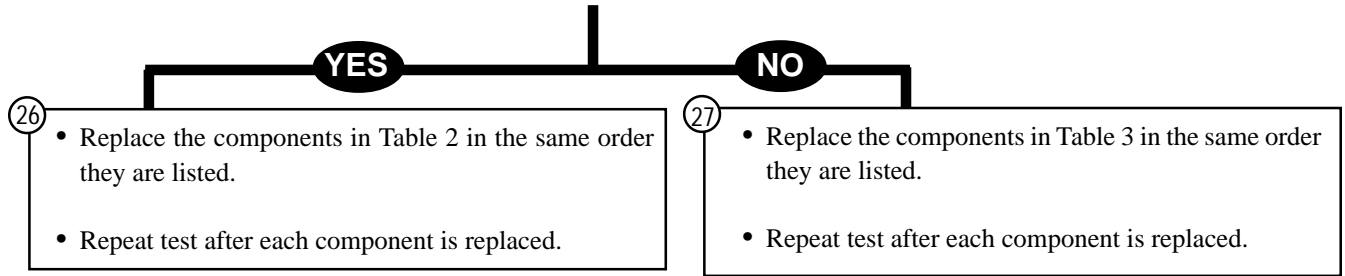 YES
NO
26
• Replace the components in Table 2 in the same order
they are listed.
• Repeat test after each component is replaced.
27
• Replace the components in Table 3 in the same order
they are listed.
• Repeat test after each component is replaced.